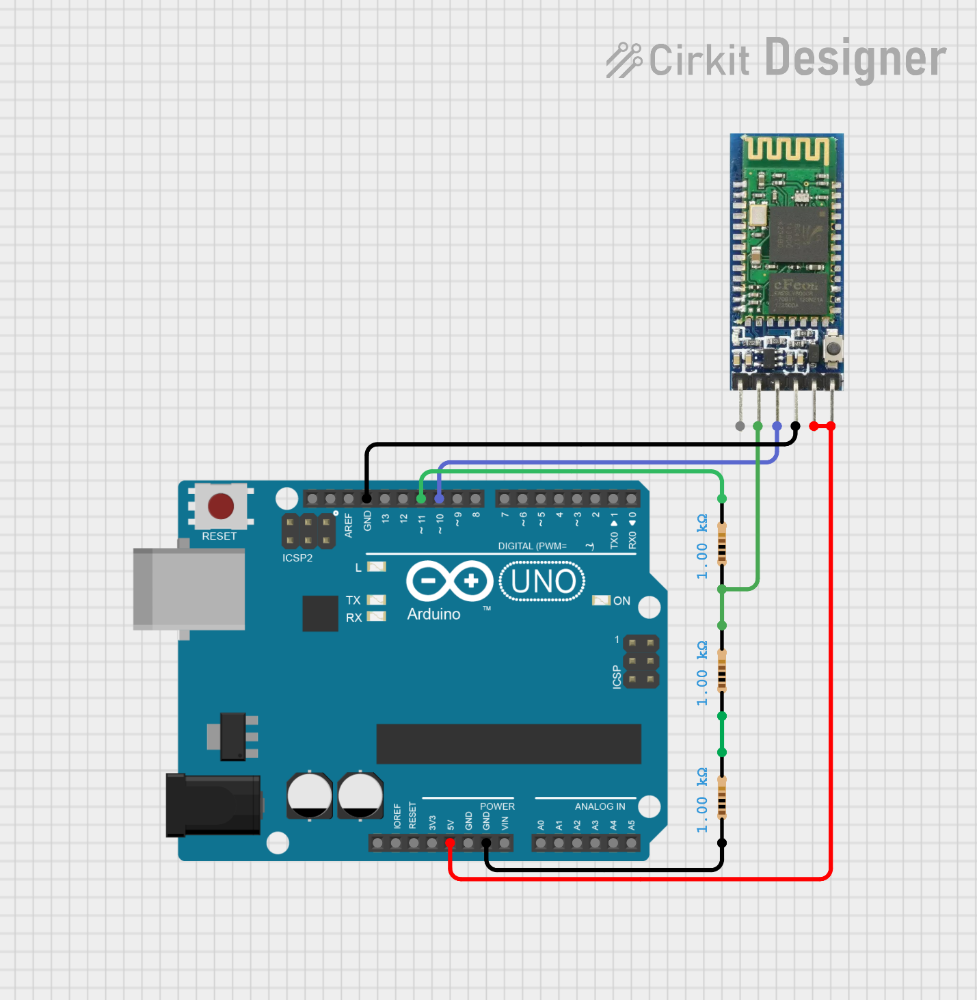 Cirkit Designer
cFeon
RESET
ICSP2
AREF
GND
13
12
~ 11
~ 10
~ 9
8
7
~ 6
~ 5
4
~ 3
2
TX0 ▶ 1
RX0 ◀ 0
DIGITAL (PWM= ~)
L
TX
RX
UNO
Arduino
™
ON
1
ICSP
1.00 kΩ
1.00 kΩ
1.00 kΩ
POWER
ANALOG IN
IOREF
RESET
3V3
5V
GND
GND
VIN
A0
A1
A2
A3
A4
A5